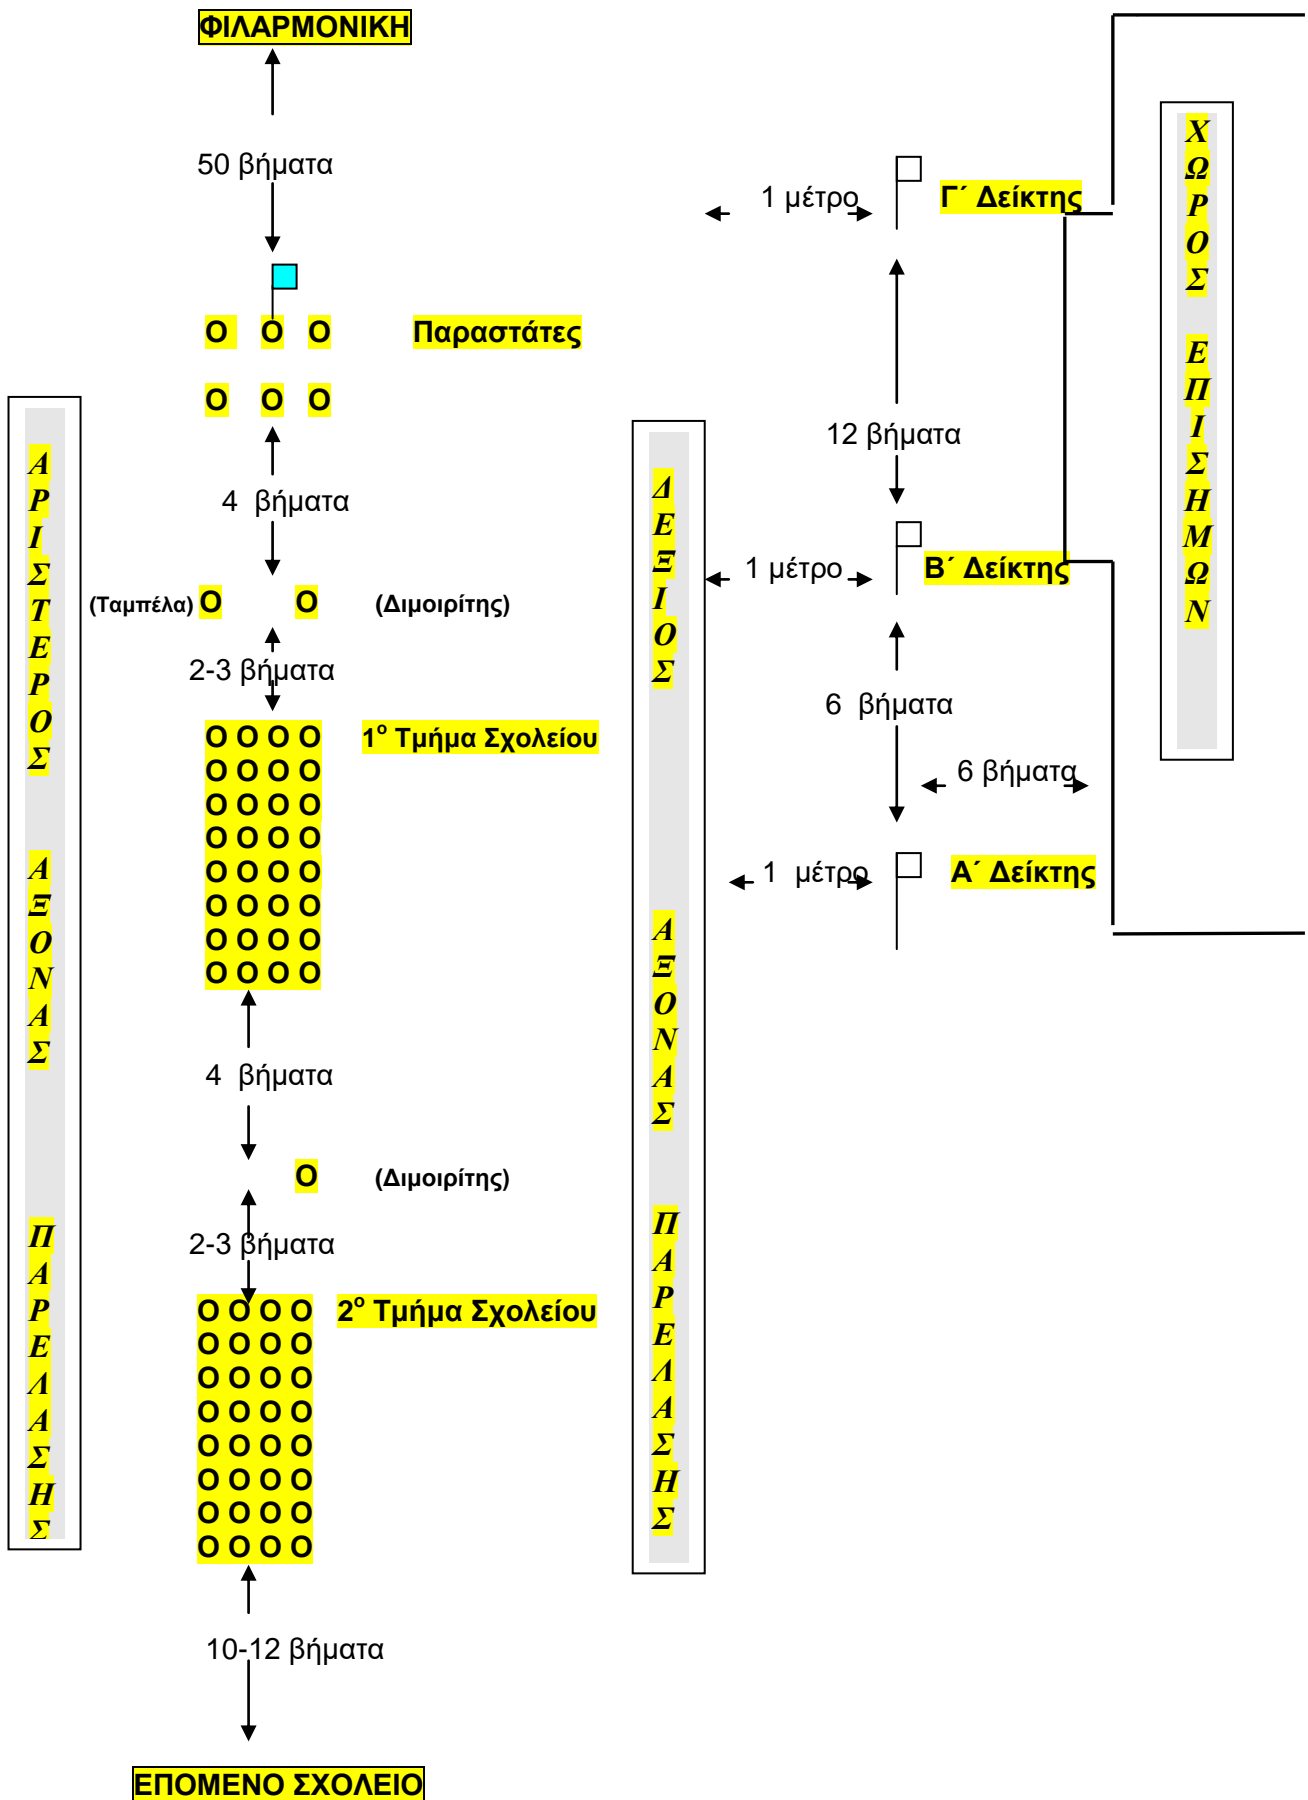 ΦΙΛΑΡΜΟΝΙΚΗ
50 βήματα
Ο Ο Ο Παραστάτες
Ο Ο Ο
4 βήματα
(Ταμπέλα) Ο Ο (Διμοιρίτης)
2-3 βήματα
Ο Ο Ο Ο 1ο Τμήμα Σχολείου
Ο Ο Ο Ο
Ο Ο Ο Ο
Ο Ο Ο Ο
Ο Ο Ο Ο
Ο Ο Ο Ο
Ο Ο Ο Ο
Ο Ο Ο Ο
4 βήματα
Ο (Διμοιρίτης)
2-3 βήματα
Ο Ο Ο Ο 2ο Τμήμα Σχολείου
Ο Ο Ο Ο
Ο Ο Ο Ο
Ο Ο Ο Ο
Ο Ο Ο Ο
Ο Ο Ο Ο
Ο Ο Ο Ο
Ο Ο Ο Ο
10-12 βήματα
ΕΠΟΜΕΝΟ ΣΧΟΛΕΙΟ
ΑΡΙΣΤΕΡΟΣ ΑΞΟΝΑΣ ΠΑΡΕΛΑΣΗΣ
ΔΕΞΙΟΣ ΑΞΟΝΑΣ ΠΑΡΕΛΑΣΗΣ
1 μέτρο Γ΄ Δείκτης
12 βήματα
1 μέτρο Β΄ Δείκτης
6 βήματα
6 βήματα
1 μέτρο Α΄ Δείκτης
ΧΩΡΟΣ ΕΠΙΣΗΜΩΝ